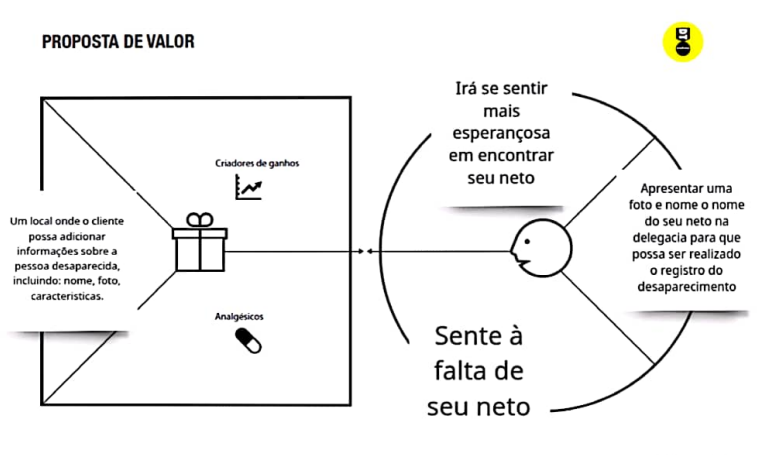 PROPOSTA DE VALOR
Criadores de ganhos
Um local onde o cliente
possa adicionar
informações sobre a
pessoa desaparecida,
incluindo: nome, foto,
caracteristicas.
Analgésicos
Irá se sentir
mais
esperançosa
em encontrar
seu neto
Apresentar uma
foto e nome o nome
do seu neto na
delegacia para que
possa ser realizado
o registro do
desaparecimento
Sente à
falta de
seu neto